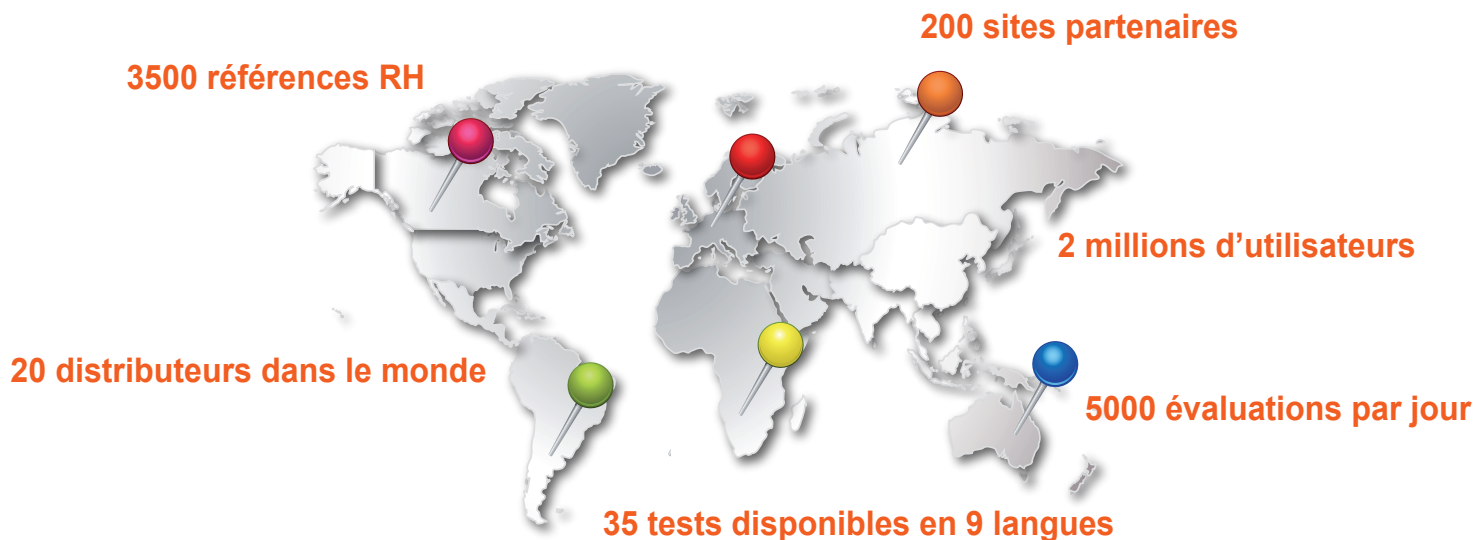 200 sites partenaires
3500 références RH
2 millions d’utilisateurs
20 distributeurs dans le monde
5000 évaluations par jour
35 tests disponibles en 9 langues